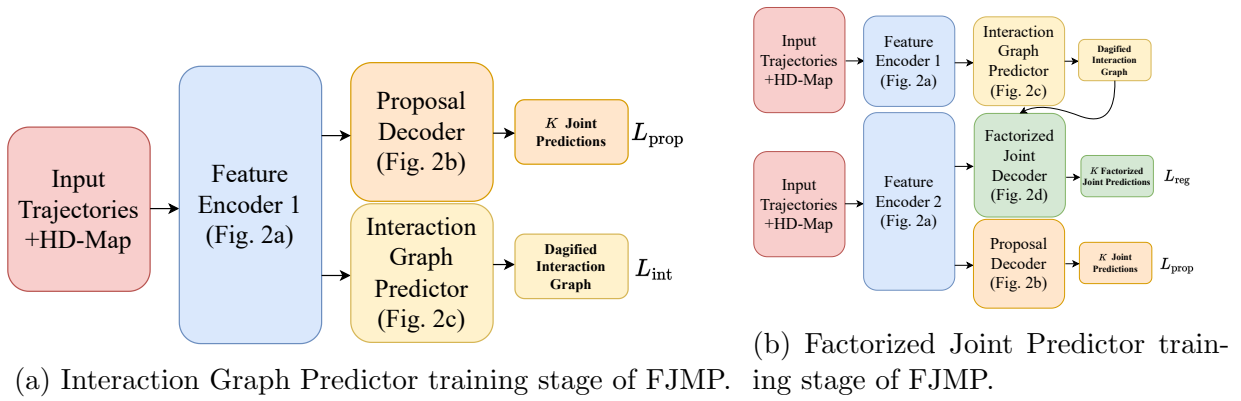 Input
Trajectories
+HD-Map
Feature
Encoder 1
(Fig. 2a)
Proposal
Decoder
(Fig. 2b)
K Joint
Predictions
L_prop
Interaction
Graph
Predictor
(Fig. 2c)
Dagified
Interaction
Graph
L_int
(a) Interaction Graph Predictor training stage of FJMP.
Input
Trajectories
+HD-Map
Feature
Encoder 1
(Fig. 2a)
Interaction
Graph
Predictor
(Fig. 2c)
Dagified
Interaction
Graph
Input
Trajectories
+HD-Map
Feature
Encoder 2
(Fig. 2a)
Factorized
Joint
Decoder
(Fig. 2d)
K Factorized
Joint Predictions
L_reg
Proposal
Decoder
(Fig. 2b)
K Joint
Predictions
L_prop
(b) Factorized Joint Predictor train-
ing stage of FJMP.